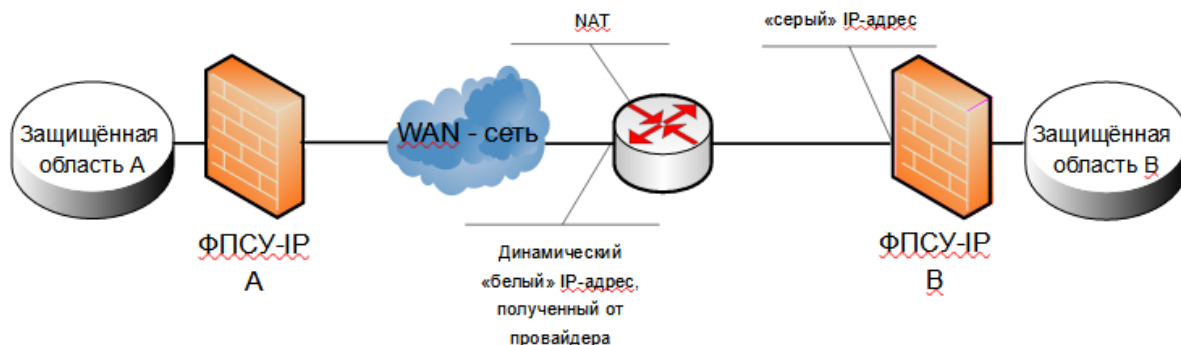 NAT
«серый» IP-адрес
Защищённая
область А
WAN - сеть
Защищённая
область В
ФПСУ-IP
А
Динамический
«белый» IP-адрес,
полученный от
провайдера
ФПСУ-IP
В